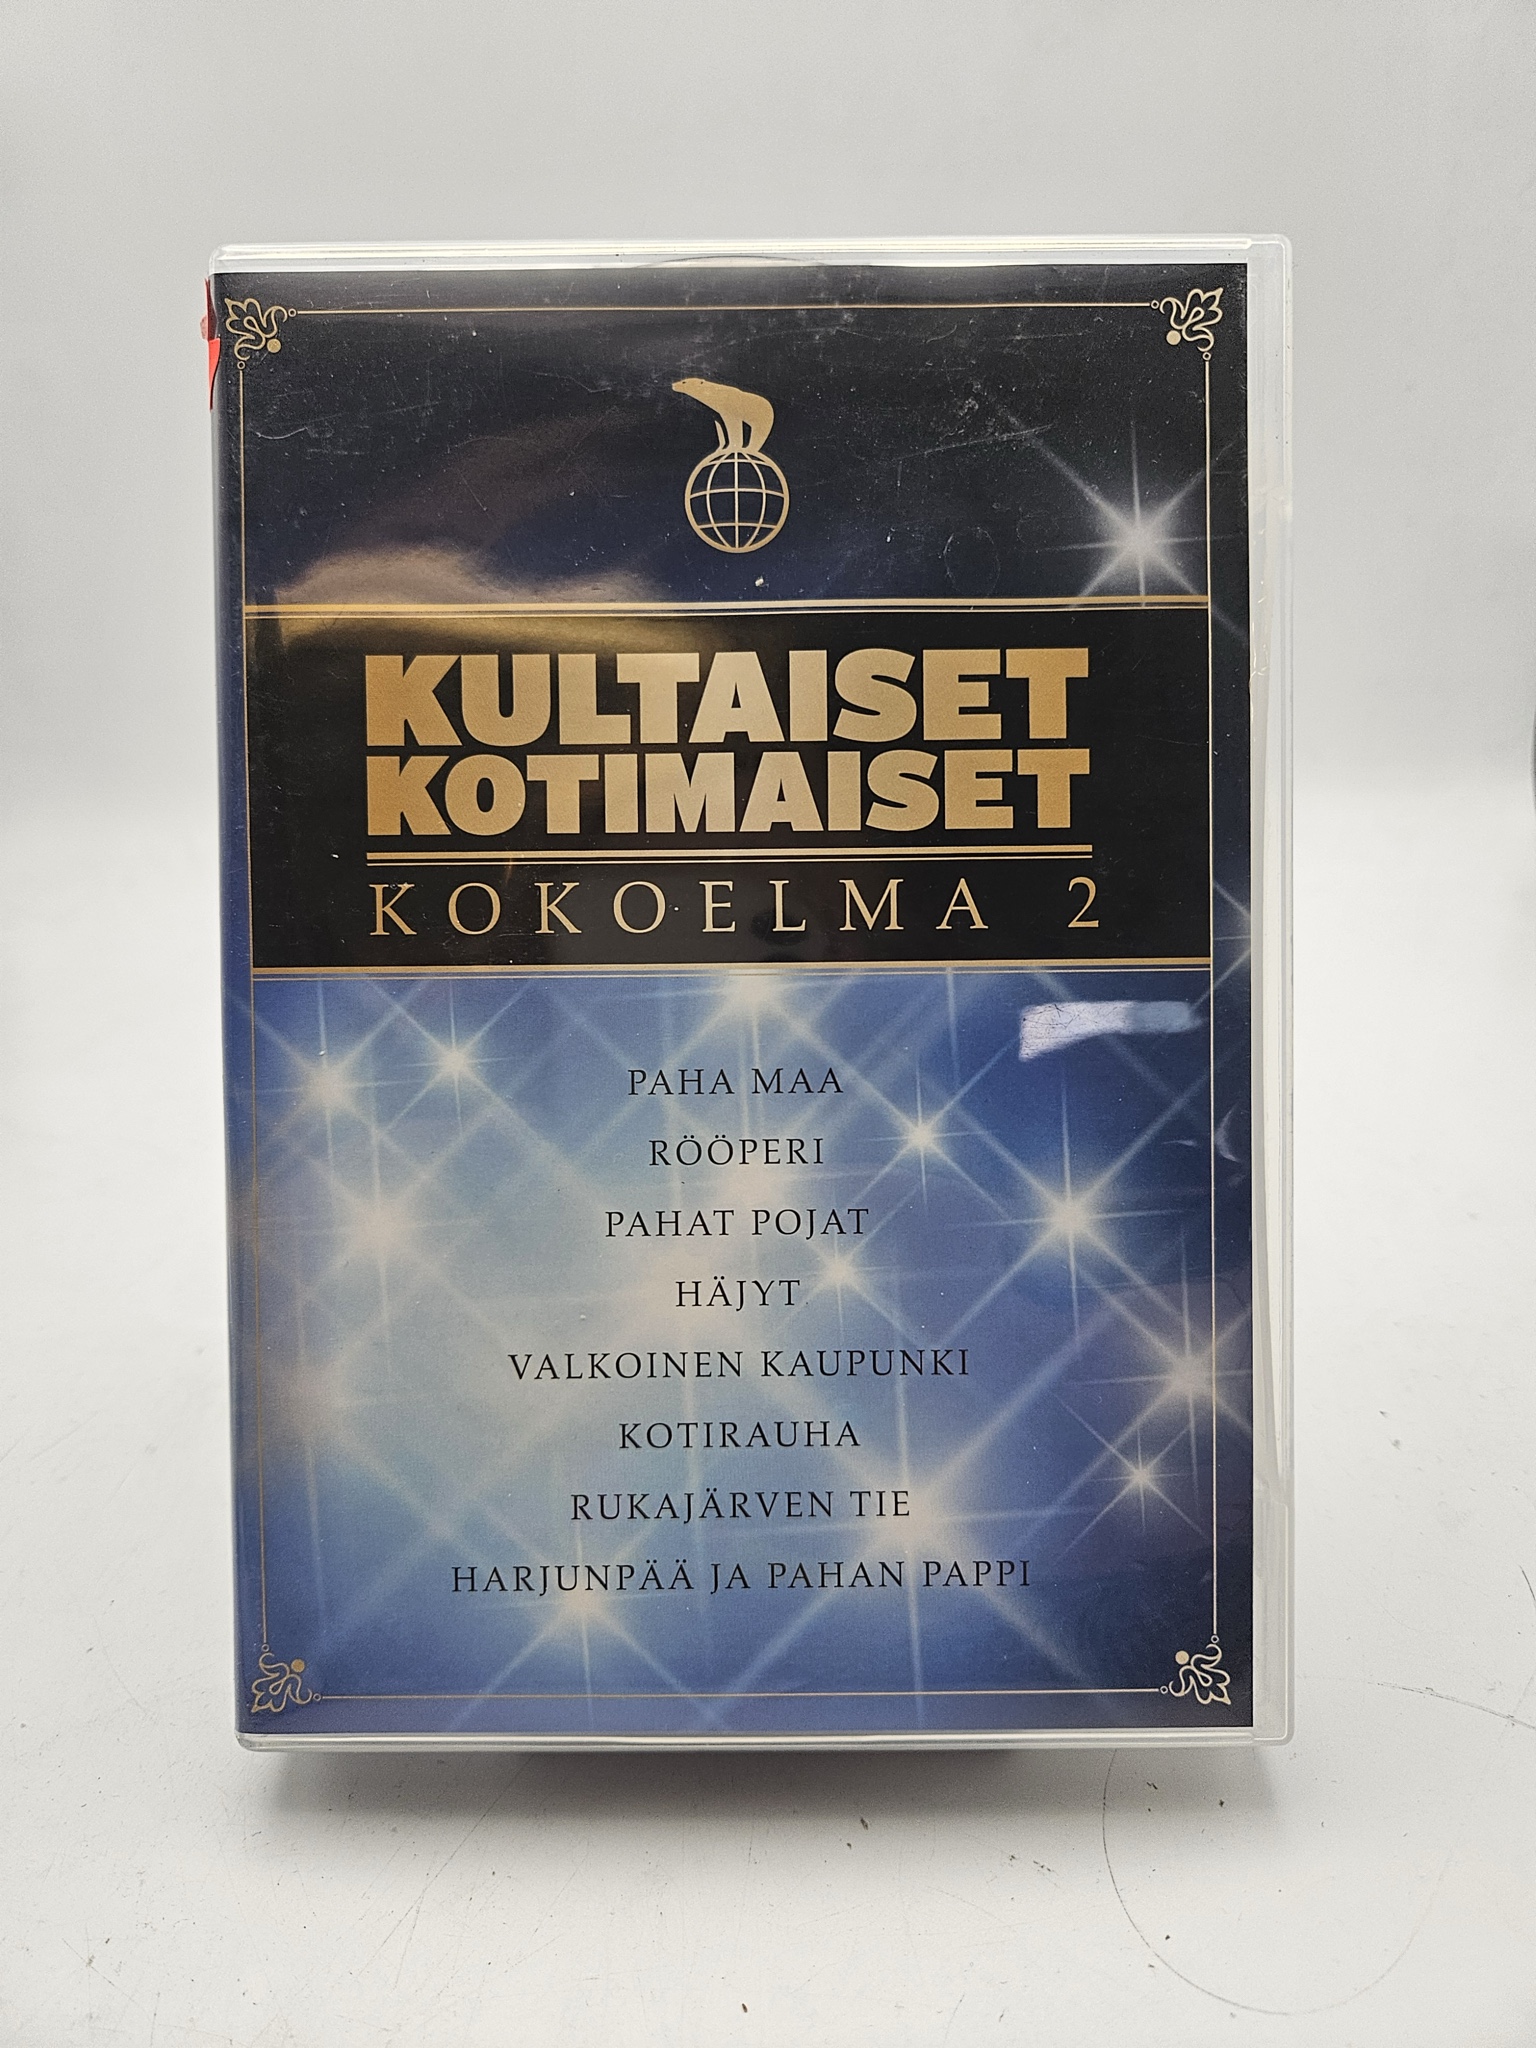 KULTAISET
KOTIMAISET
KOKOELMA 2
PAHA MAA
RÖÖPERI
PAHAT POJAT
HÄJYT
VALKOINEN KAUPUNKI
KOTIRAUHA
RUKAJÄRVEN TIE
HARJUNPÄÄ JA PAHAN PAPPI